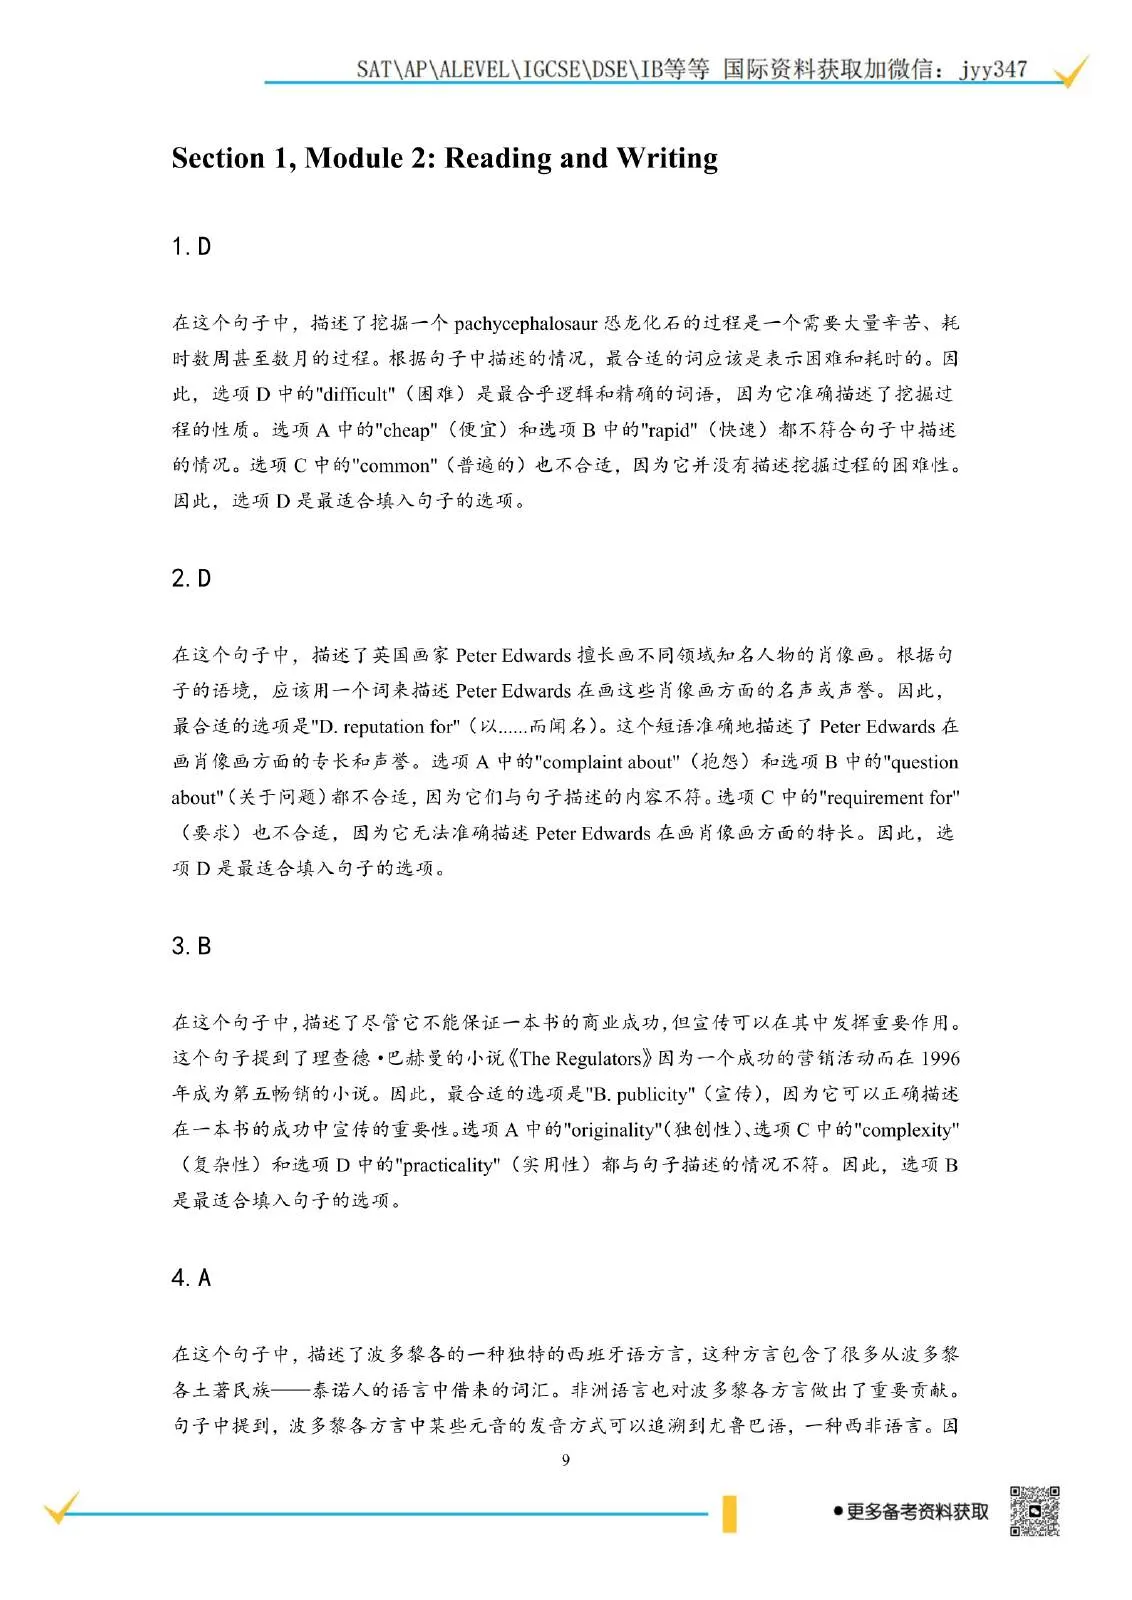 SAT\AP\ALEVEL\IGCSE\DSE\IB等等 国际资料获取加微信：jyy347
Section 1, Module 2: Reading and Writing
1. D
在这个句子中，描述了挖掘一个 pachycephalosaur 恐龙化石的过程是一个需要大量辛苦、耗
时数周甚至数月的过程。根据句子中描述的情况，最合适的词应该是表示困难和耗时的。因
此，选项 D 中的"difficult"（困难）是最合乎逻辑和精确的词语，因为它准确描述了挖掘过
程的性质。选项 A 中的"cheap"（便宜）和选项 B 中的"rapid"（快速）都不符合句子中描述
的情况。选项 C 中的"common"（普遍的）也不合适，因为它并没有描述挖掘过程的困难性。
因此，选项 D 是最适合填入句子的选项。
2. D
在这个句子中，描述了英国画家 Peter Edwards 擅长画不同领域知名人物的肖像画。根据句
子的语境，应该用一个词来描述 Peter Edwards 在画这些肖像画方面的名声或声誉。因此，
最合适的选项是"D. reputation for"（以......而闻名）。这个短语准确地描述了 Peter Edwards 在
画肖像画方面的专长和声誉。选项 A 中的"complaint about"（抱怨）和选项 B 中的"question
about"（关于问题）都不合适，因为它们与句子描述的内容不符。选项 C 中的"requirement for"
（要求）也不合适，因为它无法准确描述 Peter Edwards 在画肖像画方面的特长。因此，选
项 D 是最适合填入句子的选项。
3. B
在这个句子中，描述了尽管它不能保证一本书的商业成功，但宣传可以在其中发挥重要作用。
这个句子提到了理查德·巴赫曼的小说《The Regulators》因为一个成功的营销活动而在 1996
年成为第五畅销的小说。因此，最合适的选项是"B. publicity"（宣传），因为它可以正确描述
在一本书的成功中宣传的重要性。选项 A 中的"originality"（独创性）、选项 C 中的"complexity"
（复杂性）和选项 D 中的"practicality"（实用性）都与句子描述的情况不符。因此，选项 B
是最适合填入句子的选项。
4. A
在这个句子中，描述了波多黎各的一种独特的西班牙语方言，这种方言包含了很多从波多黎
各土著民族——泰诺人的语言中借来的词汇。非洲语言也对波多黎各方言做出了重要贡献。
句子中提到，波多黎各方言中某些元音的发音方式可以追溯到尤鲁巴语，一种西非语言。因
9
●更多备考资料获取